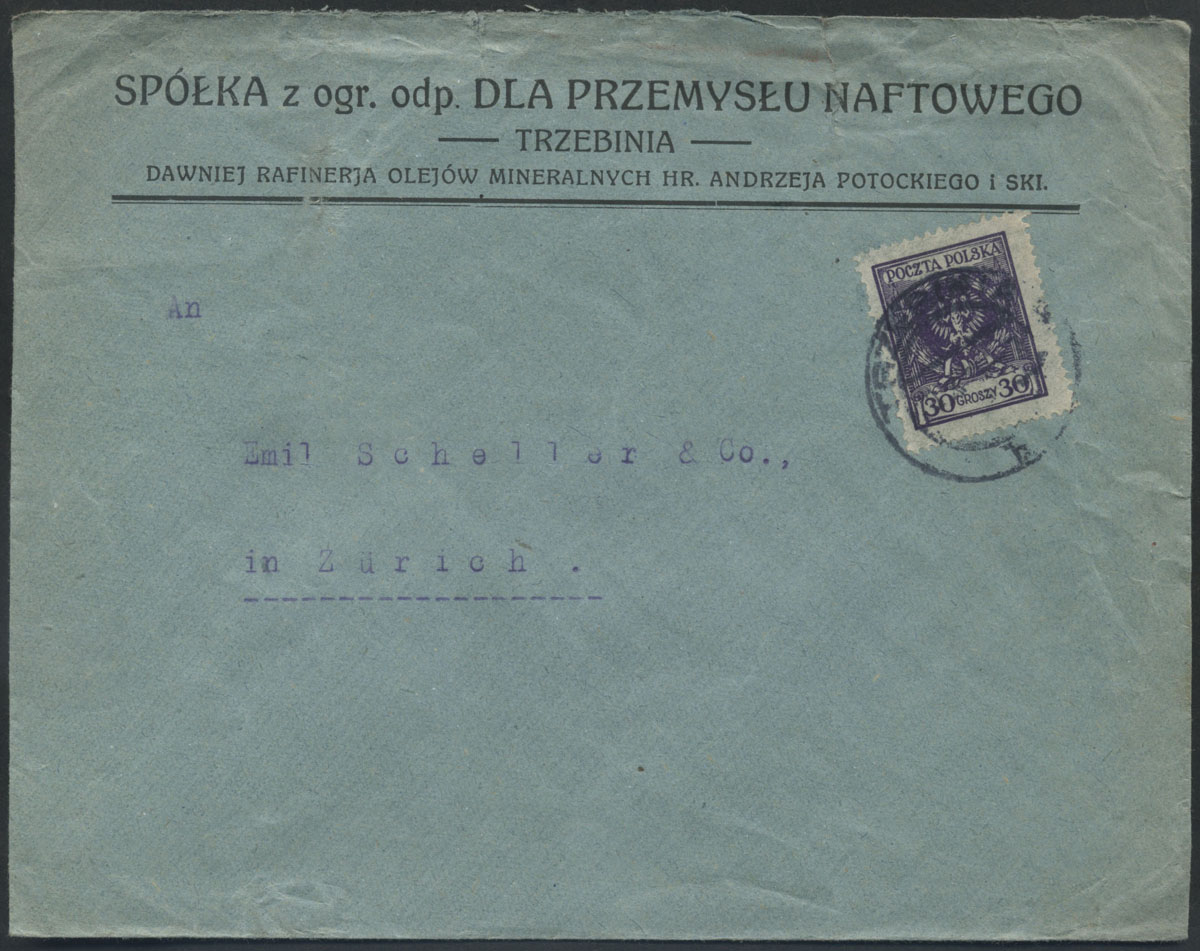 SPÓŁKA z ogr. odp. DLA PRZEMYSŁU NAFTOWEGO
— TRZEBINIA —
DAWNIEJ RAFINERJA OLEJÓW MINERALNYCH HR. ANDRZEJA POTOCKIEGO i SKI.
POCZTA POLSKA
30 GROSZY 30
An
Emil Scheller & Co.,
in Zürich .